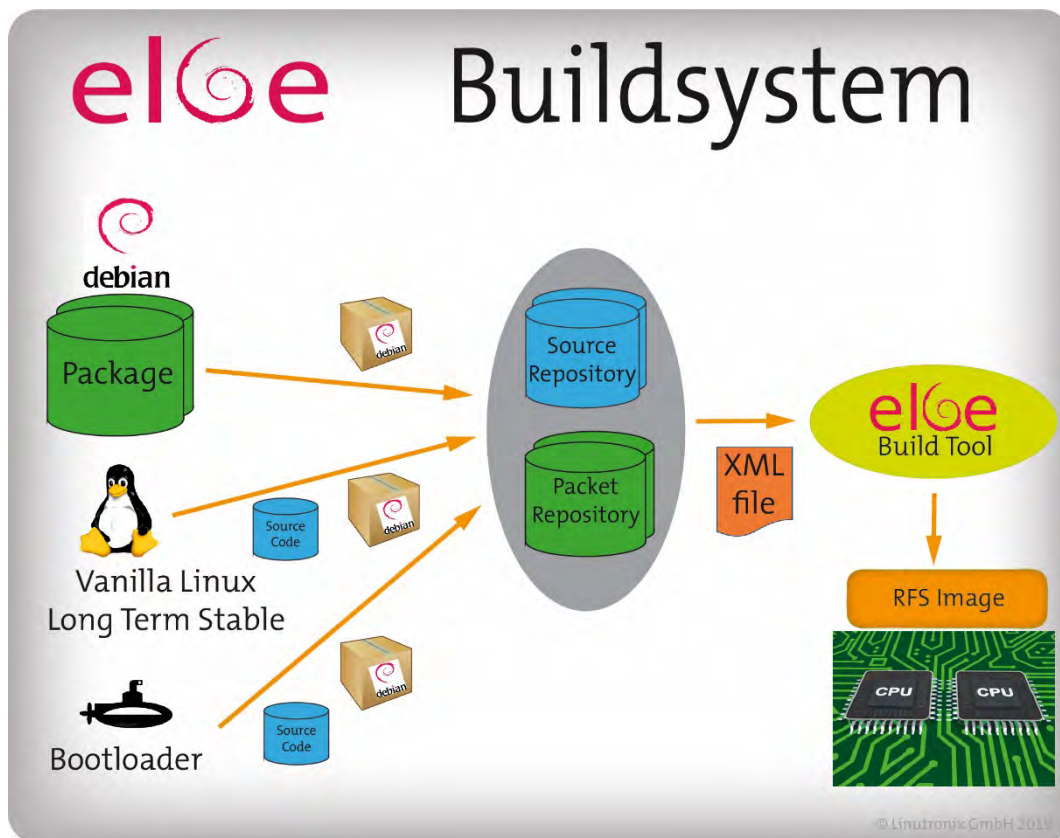 elbe Buildsystem
debian
Package
debian
Source
Repository
elbe
Build Tool
XML
file
Packet
Repository
Source
Code
debian
Vanilla Linux
Long Term Stable
RFS Image
debian
CPU
CPU
Source
Code
Bootloader
© Linutronix GmbH 2019